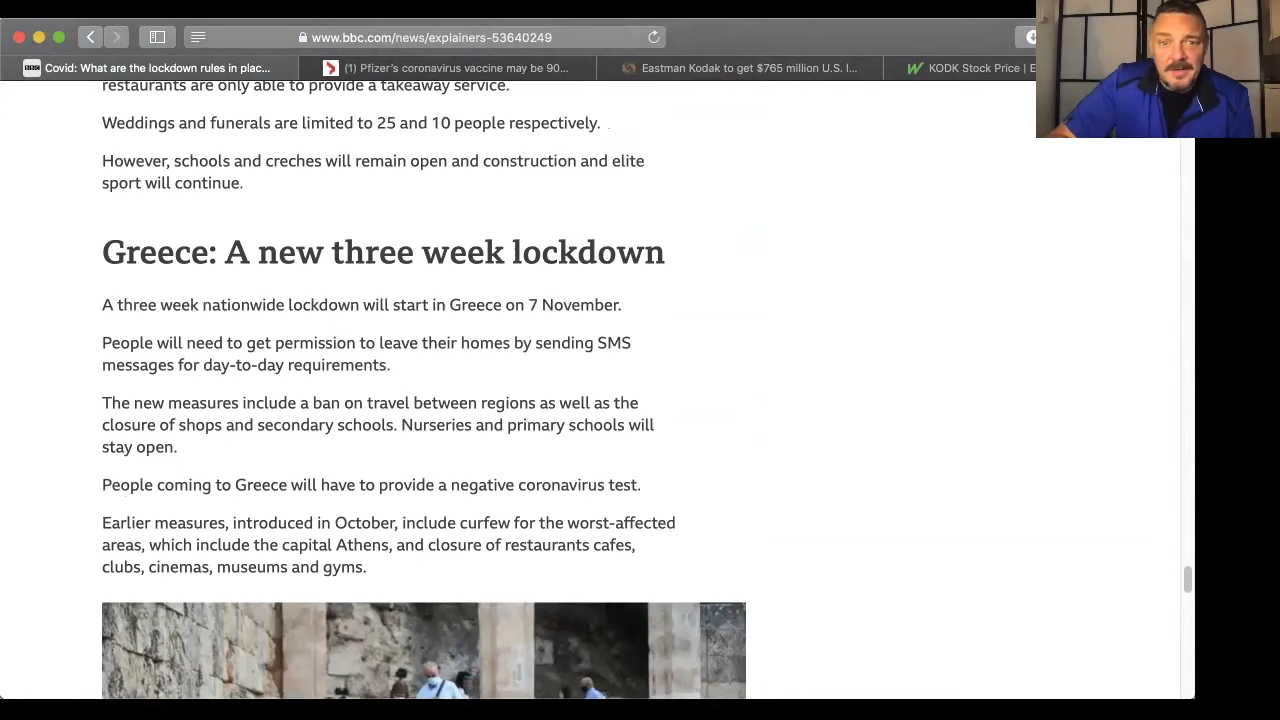 www.bbc.com/news/explainers-53640249
BBC Covid: What are the lockdown rules in plac... (1) Pfizer's coronavirus vaccine may be 90... Eastman Kodak to get $765 million U.S. l... KODK Stock Price | E
restaurants are only able to provide a takeaway service.
Weddings and funerals are limited to 25 and 10 people respectively.
However, schools and creches will remain open and construction and elite
sport will continue.
Greece: A new three week lockdown
A three week nationwide lockdown will start in Greece on 7 November.
People will need to get permission to leave their homes by sending SMS
messages for day-to-day requirements.
The new measures include a ban on travel between regions as well as the
closure of shops and secondary schools. Nurseries and primary schools will
stay open.
People coming to Greece will have to provide a negative coronavirus test.
Earlier measures, introduced in October, include curfew for the worst-affected
areas, which include the capital Athens, and closure of restaurants cafes,
clubs, cinemas, museums and gyms.